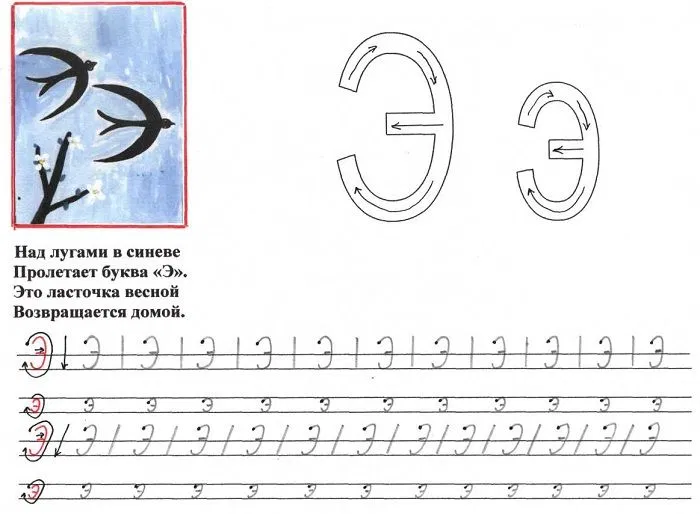 Э Э
Над лугами в синеве
Пролетает буква «Э».
Это ласточка весной
Возвращается домой.
Э Э Э Э Э Э Э Э Э Э Э Э
э э э э э э э э э э э э
Э Э Э Э Э Э Э Э Э Э Э Э Э
э э э э э э э э э э э э э